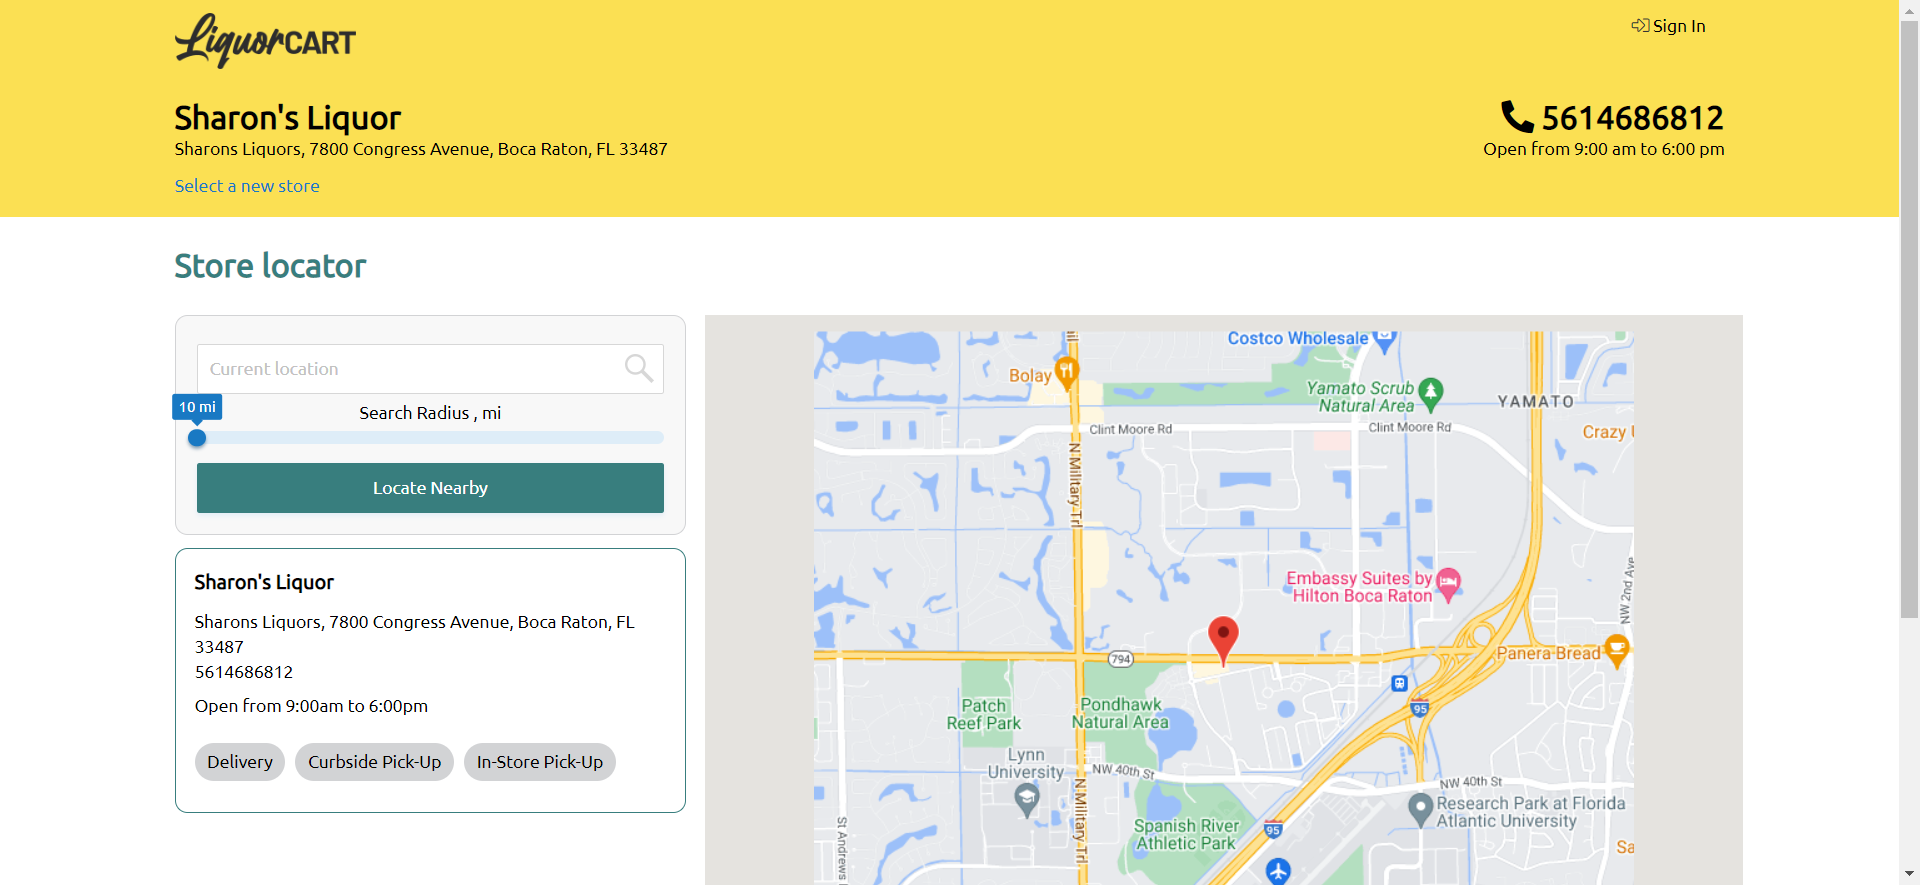 LiquorCART
Sign In
Sharon's Liquor
5614686812
Sharons Liquors, 7800 Congress Avenue, Boca Raton, FL 33487
Open from 9:00 am to 6:00 pm
Select a new store
Store locator
Current location
10 mi
Search Radius , mi
Locate Nearby
Sharon's Liquor
Sharons Liquors, 7800 Congress Avenue, Boca Raton, FL
33487
5614686812
Open from 9:00am to 6:00pm
Delivery
Curbside Pick-Up
In-Store Pick-Up
Costco Wholesale
Bolay
Yamato Scrub
Natural Area
YAMATO
Clint Moore Rd
Clint Moore Rd
Crazy
N Military Trl
Embassy Suites by
Hilton Boca Raton
NW 2nd Ave
794
Panera Bread
95
Patch
Reef Park
Pondhawk
Natural Area
Lynn
University
NW 40th St
NW 40th St
N Military Trl
Research Park at Florida
Atlantic University
St Andrews
Spanish River
Athletic Park
95
Sa